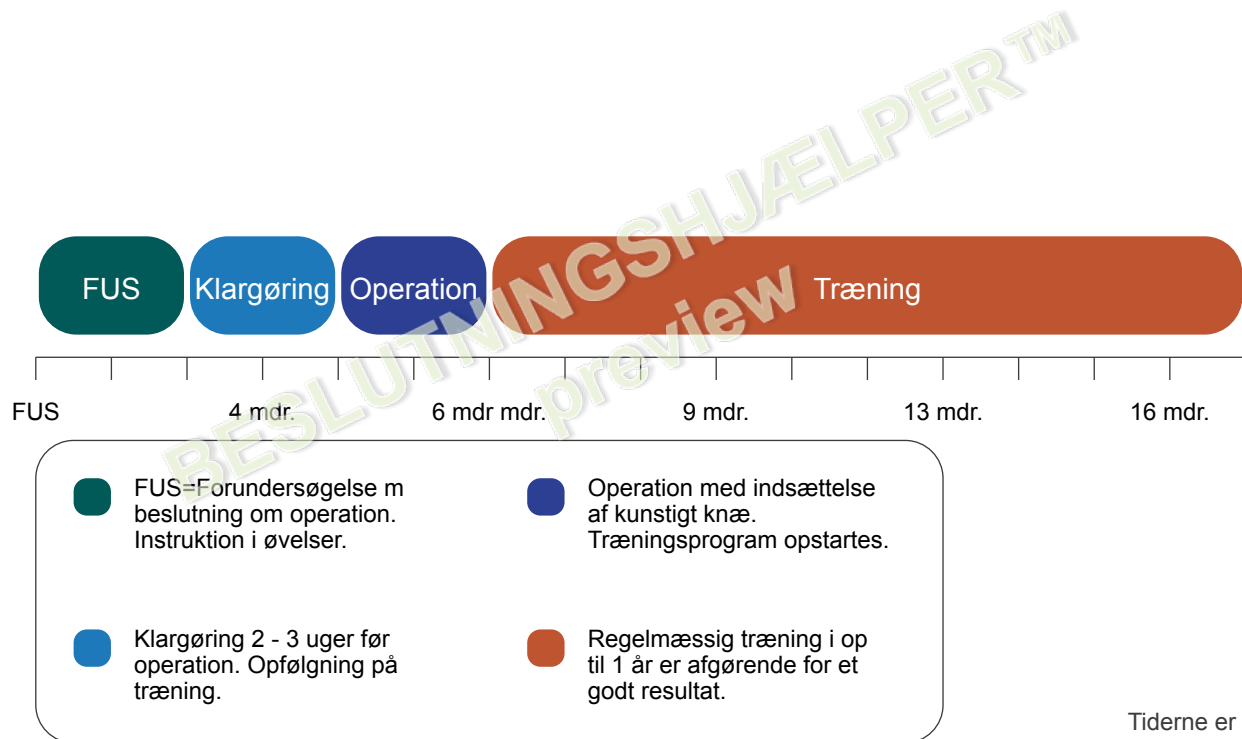 BESLUTNINGSHJÆLPER™
preview
FUS
Klargøring
Operation
Træning
FUS
4 mdr.
6 mdr mdr.
9 mdr.
13 mdr.
16 mdr.
FUS=Forundersøgelse m
beslutning om operation.
Instruktion i øvelser.
Operation med indsættelse
af kunstigt knæ.
Træningsprogram opstartes.
Klargøring 2 - 3 uger før
operation. Opfølgning på
træning.
Regelmæssig træning i op
til 1 år er afgørende for et
godt resultat.
Tiderne er